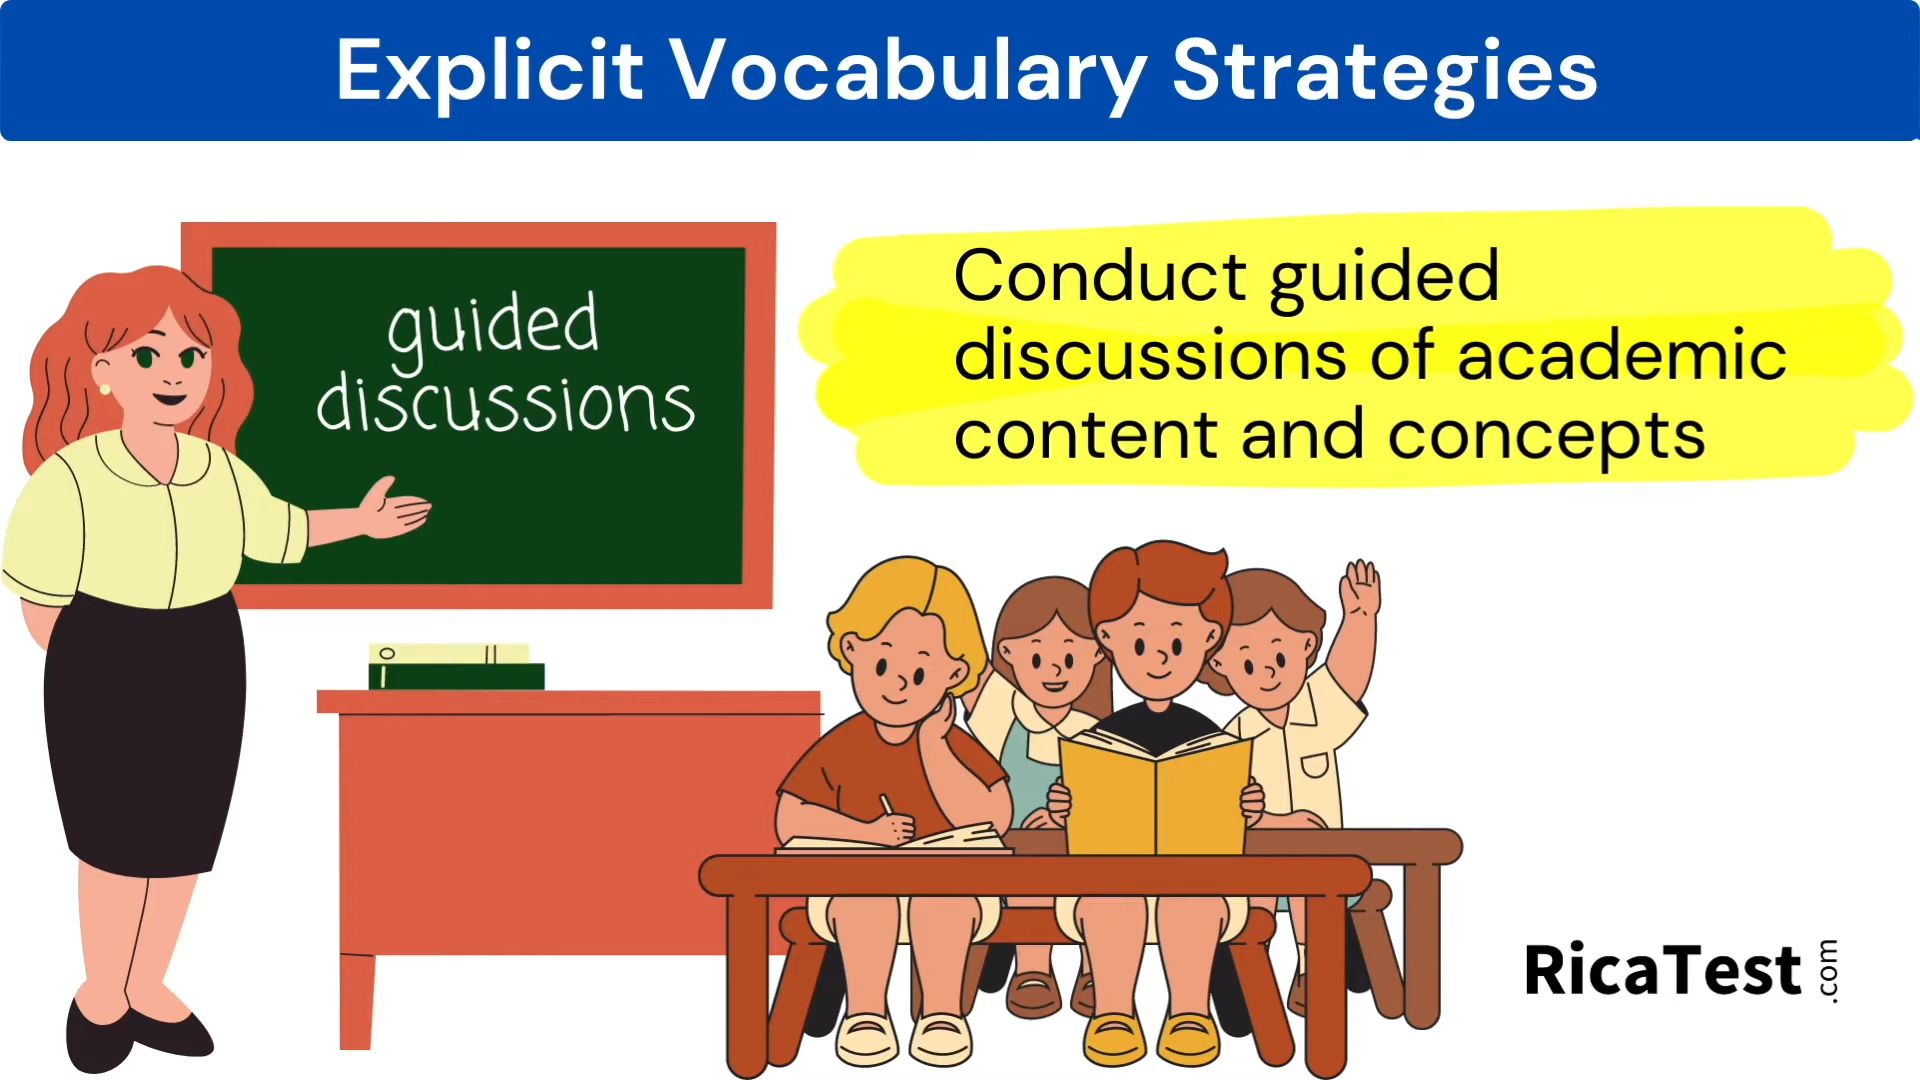 Explicit Vocabulary Strategies
guided
discussions
Conduct guided
discussions of academic
content and concepts
RicaTest.com